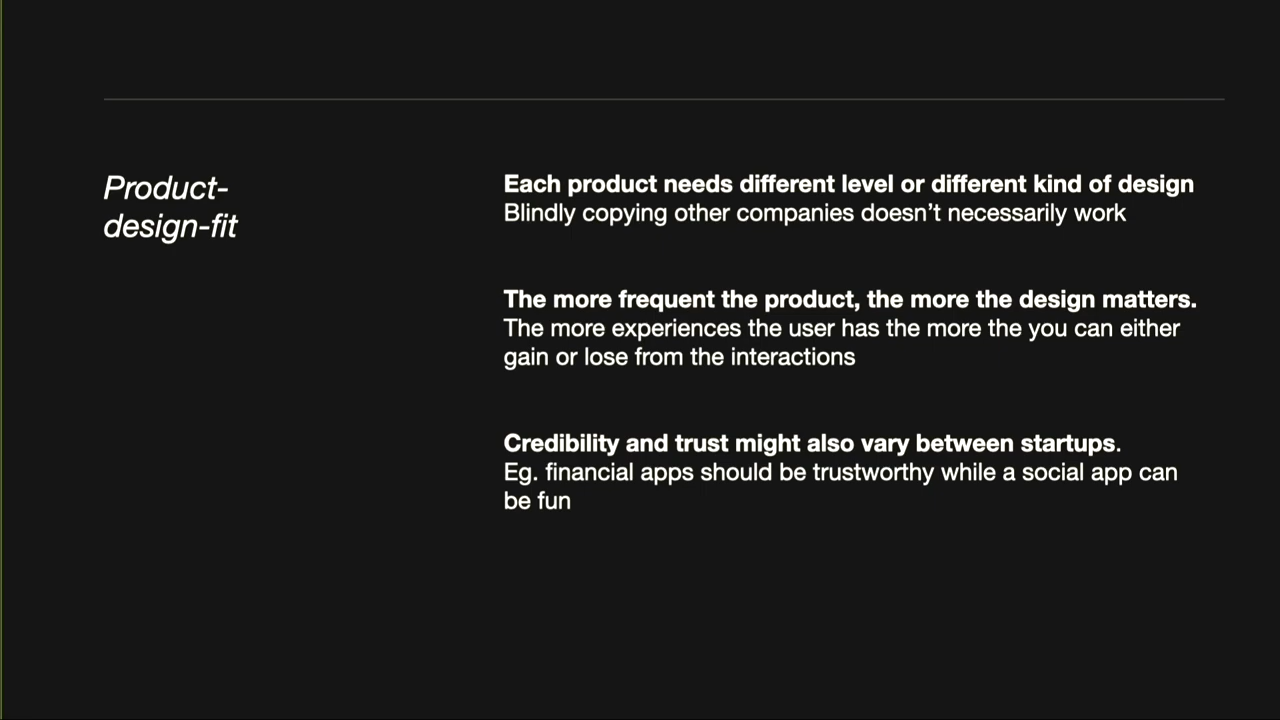 Product-
design-fit
Each product needs different level or different kind of design
Blindly copying other companies doesn’t necessarily work
The more frequent the product, the more the design matters.
The more experiences the user has the more the you can either
gain or lose from the interactions
Credibility and trust might also vary between startups.
Eg. financial apps should be trustworthy while a social app can
be fun